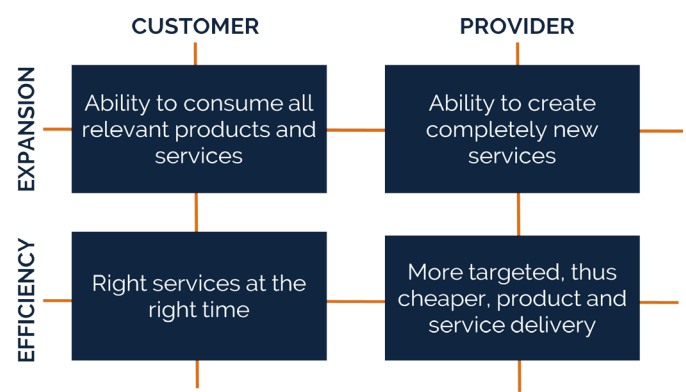 CUSTOMER
PROVIDER
EXPANSION
Ability to consume all
relevant products and
services
Ability to create
completely new
services
EFFICIENCY
Right services at the
right time
More targeted, thus
cheaper, product and
service delivery